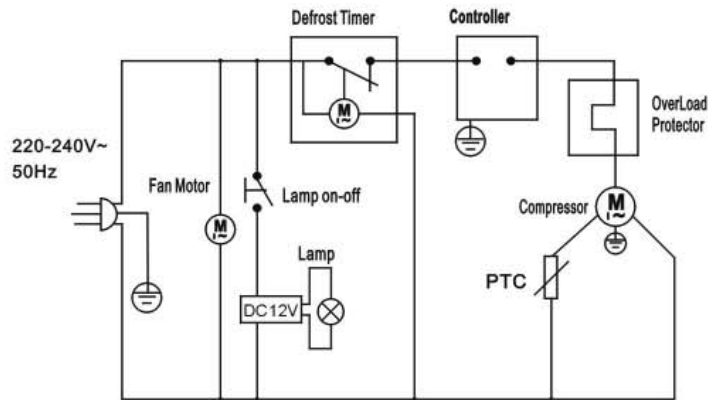 Defrost Timer
Controller
M
~
OverLoad
Protector
220-240V~
50Hz
Fan Motor
M
~
Lamp on-off
Compressor
M
~
Lamp
DC12V
PTC